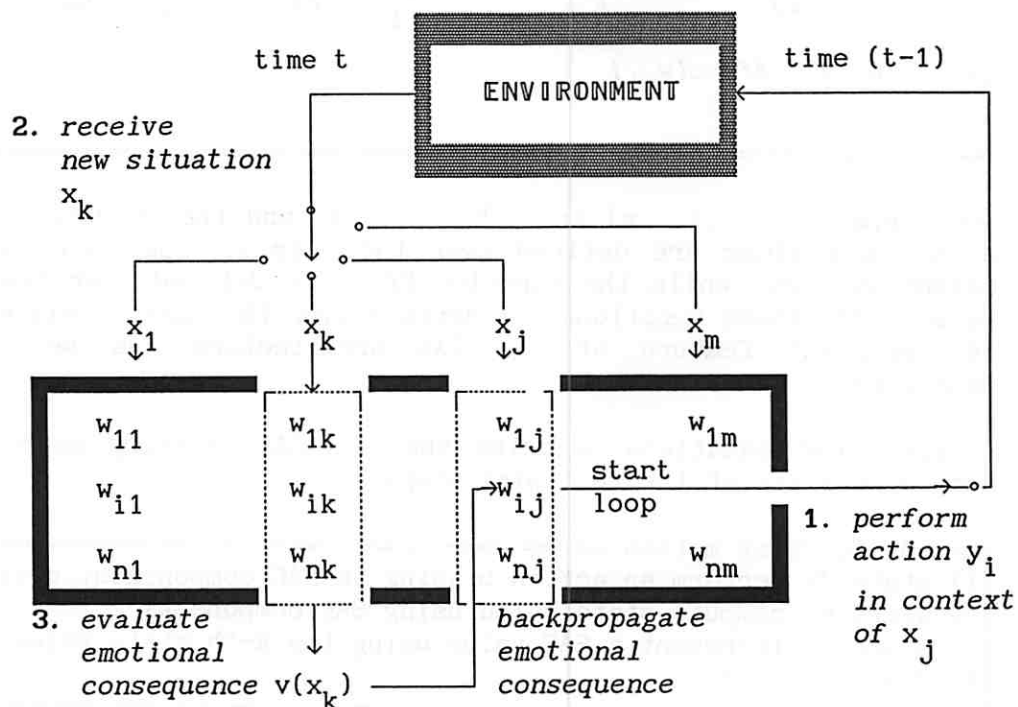 time t
time (t-1)
ENVIRONMENT
2. receive
new situation
x_k
x_1 x_k x_j x_m
w_11 w_1k w_1j w_1m
start
w_i1 w_ik w_ij loop
w_n1 w_nk w_nj w_nm
1. perform
action y_i
in context
of x_j
3. evaluate
emotional
consequence v(x_k)
4. backpropagate
emotional
consequence